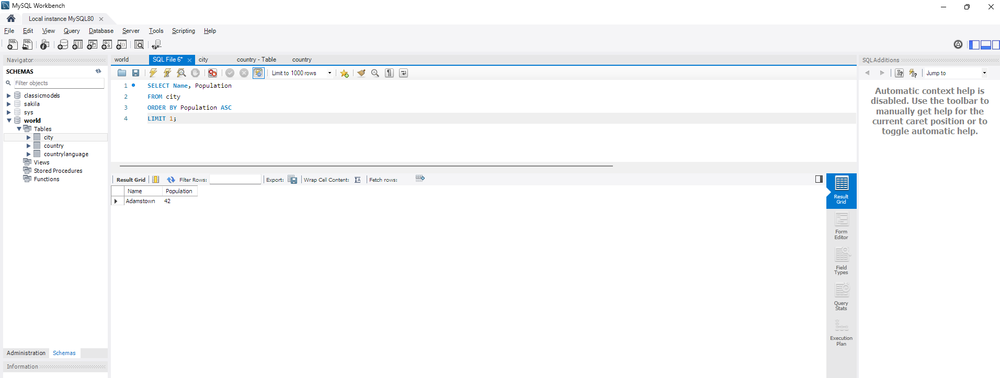 MySQL Workbench
Local instance MySQL80
File Edit View Query Database Server Tools Scripting Help
Navigator
SCHEMAS
Filter objects
classicmodels
sakila
sys
world
Tables
city
country
countrylanguage
Views
Stored Procedures
Functions
Administration Schemas
Information
world SQL File 6* city country - Table country
Limit to 1000 rows
1 SELECT Name, Population
2 FROM city
3 ORDER BY Population ASC
4 LIMIT 1;
Result Grid Filter Rows: Export: Wrap Cell Content: Fetch rows:
Name Population
Adamstown 42
Result
Grid
Form
Editor
Field
Types
Query
Stats
Execution
Plan
SQLAdditions
Jump to
Automatic context help is
disabled. Use the toolbar to
manually get help for the
current caret position or to
toggle automatic help.